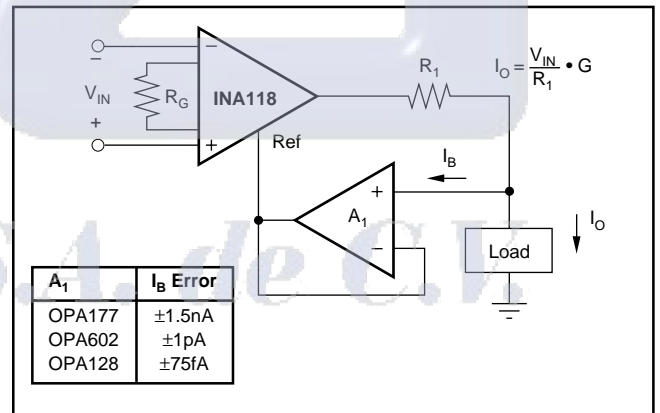 −
V_IN
+
R_G
−
INA118
+
Ref
R_1
I_O = V_IN / R_1 • G
I_B
+
A_1
−
Load
I_O
A_1 I_B Error
OPA177 ±1.5nA
OPA602 ±1pA
OPA128 ±75fA
.A. de C.V.